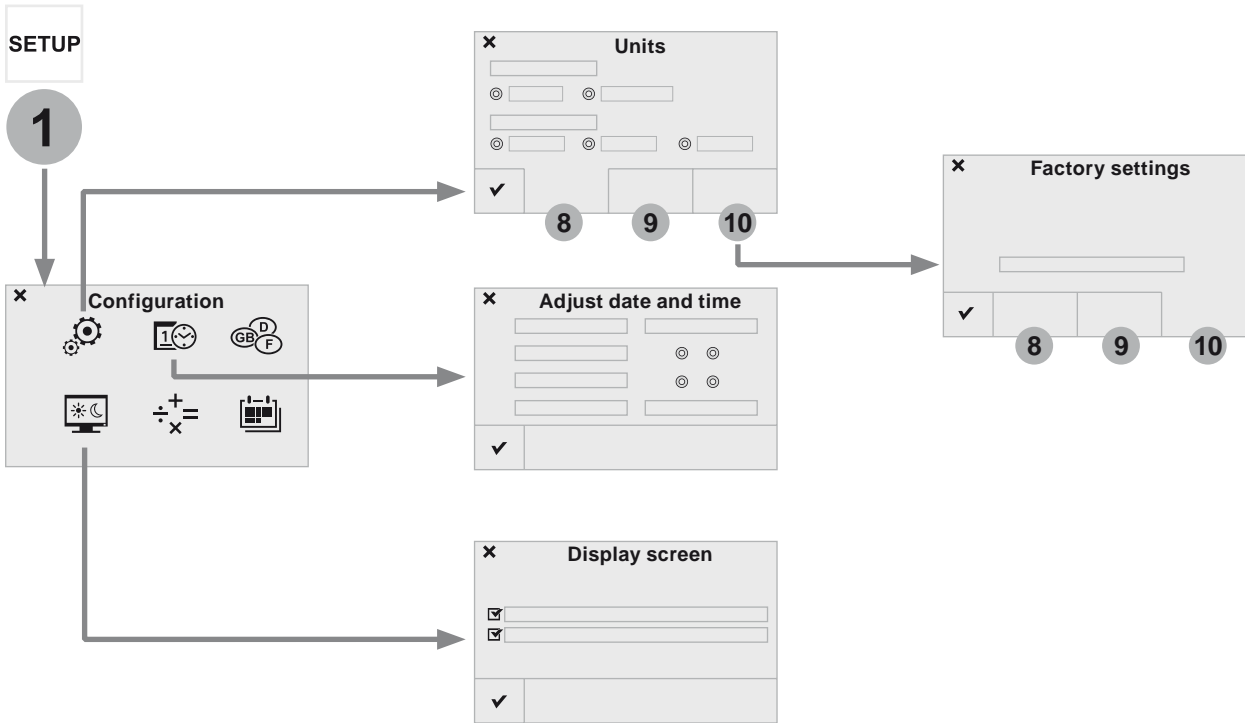 SETUP
1
Units
8
9
10
Factory settings
8
9
10
Configuration
1
GB
D
F
Adjust date and time
Display screen